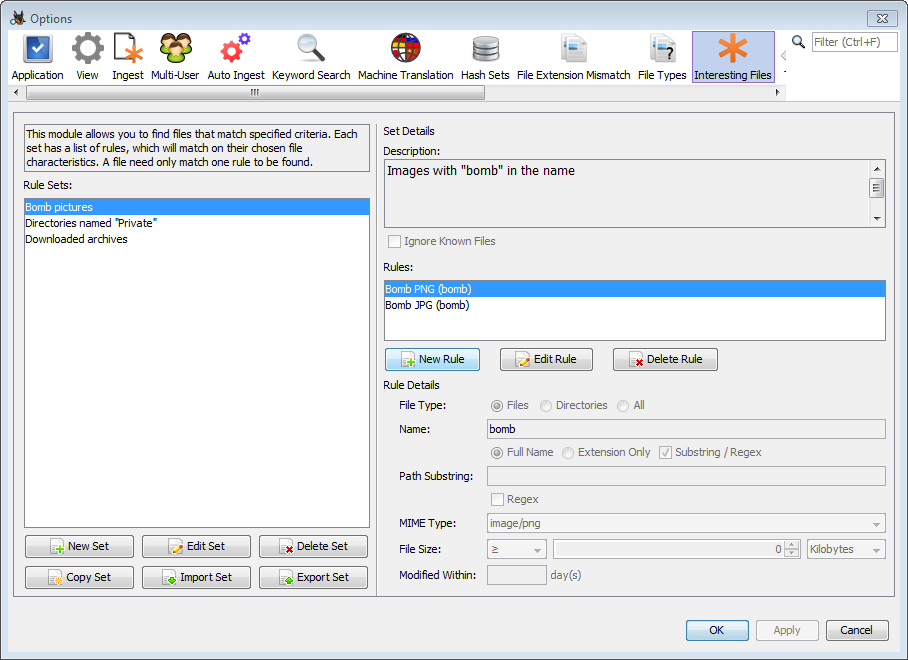 Options
Application View Ingest Multi-User Auto Ingest Keyword Search Machine Translation Hash Sets File Extension Mismatch File Types Interesting Files
Filter (Ctrl+F)
This module allows you to find files that match specified criteria. Each
set has a list of rules, which will match on their chosen file
characteristics. A file need only match one rule to be found.
Rule Sets:
Bomb pictures
Directories named "Private"
Downloaded archives
New Set Edit Set Delete Set
Copy Set Import Set Export Set
Set Details
Description:
Images with "bomb" in the name
Ignore Known Files
Rules:
Bomb PNG (bomb)
Bomb JPG (bomb)
New Rule Edit Rule Delete Rule
Rule Details
File Type: Files Directories All
Name: bomb
Full Name Extension Only Substring / Regex
Path Substring:
Regex
MIME Type: image/png
File Size: ≥ 0 Kilobytes
Modified Within: day(s)
OK Apply Cancel